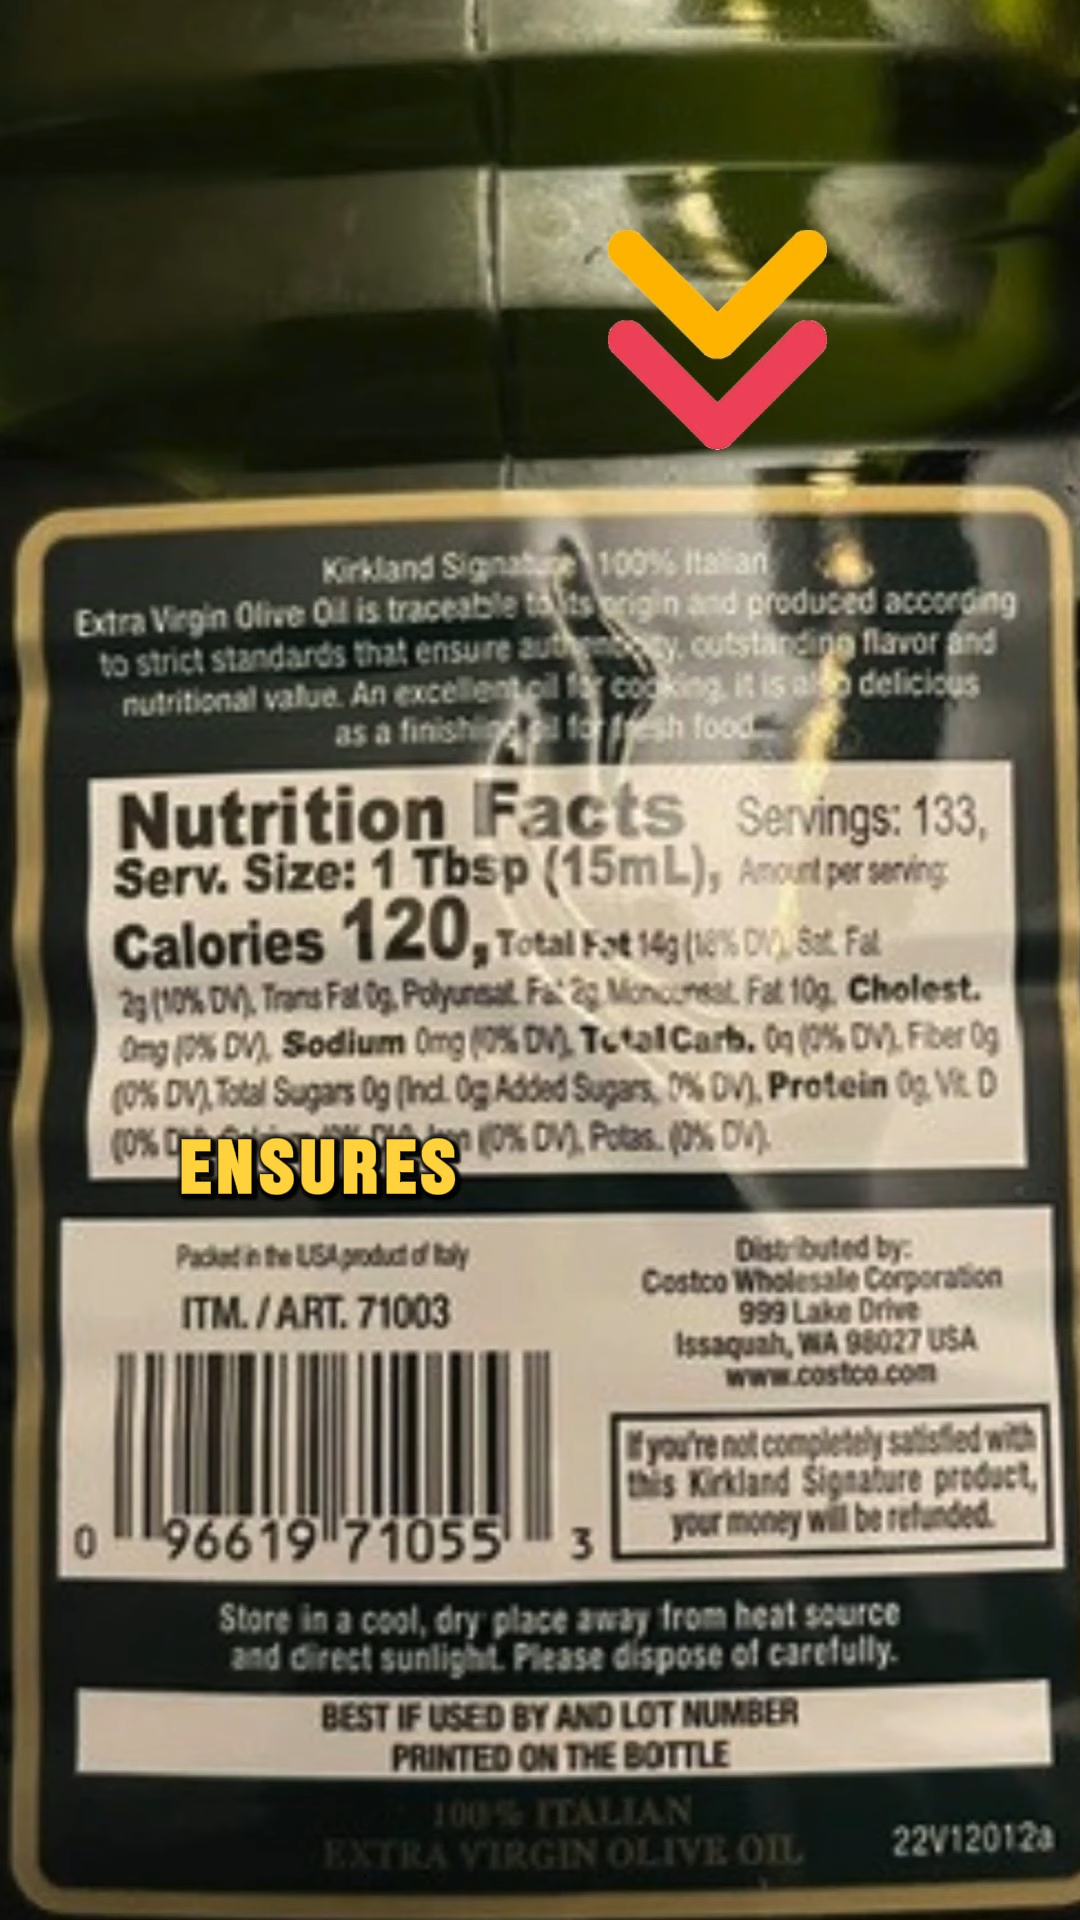 Kirkland Signature 100% Italian
Extra Virgin Olive Oil is traceable to its origin and produced according
to strict standards that ensure authenticity, outstanding flavor and
nutritional value. An excellent oil for cooking, it is also delicious
as a finishing oil for fresh food.
Nutrition Facts Servings: 133,
Serv. Size: 1 Tbsp (15mL), Amount per serving:
Calories 120, Total Fat 14g (18% DV), Sat. Fat
2g (10% DV), Trans Fat 0g, Polyunsat. Fat 2g, Monounsat. Fat 10g, Cholest.
0mg (0% DV), Sodium 0mg (0% DV), Total Carb. 0g (0% DV), Fiber 0g
(0% DV), Total Sugars 0g (Incl. 0g Added Sugars, 0% DV), Protein 0g, Vit. D
(0% DV), Iron (0% DV), Potas. (0% DV).
ENSURES
Packed in the USA product of Italy
ITM. / ART. 71003
0 96619 71055 3
Distributed by:
Costco Wholesale Corporation
999 Lake Drive
Issaquah, WA 98027 USA
www.costco.com
If you're not completely satisfied with
this Kirkland Signature product,
your money will be refunded.
Store in a cool, dry place away from heat source
and direct sunlight. Please dispose of carefully.
BEST IF USED BY AND LOT NUMBER
PRINTED ON THE BOTTLE
100% ITALIAN
EXTRA VIRGIN OLIVE OIL
22V12012a